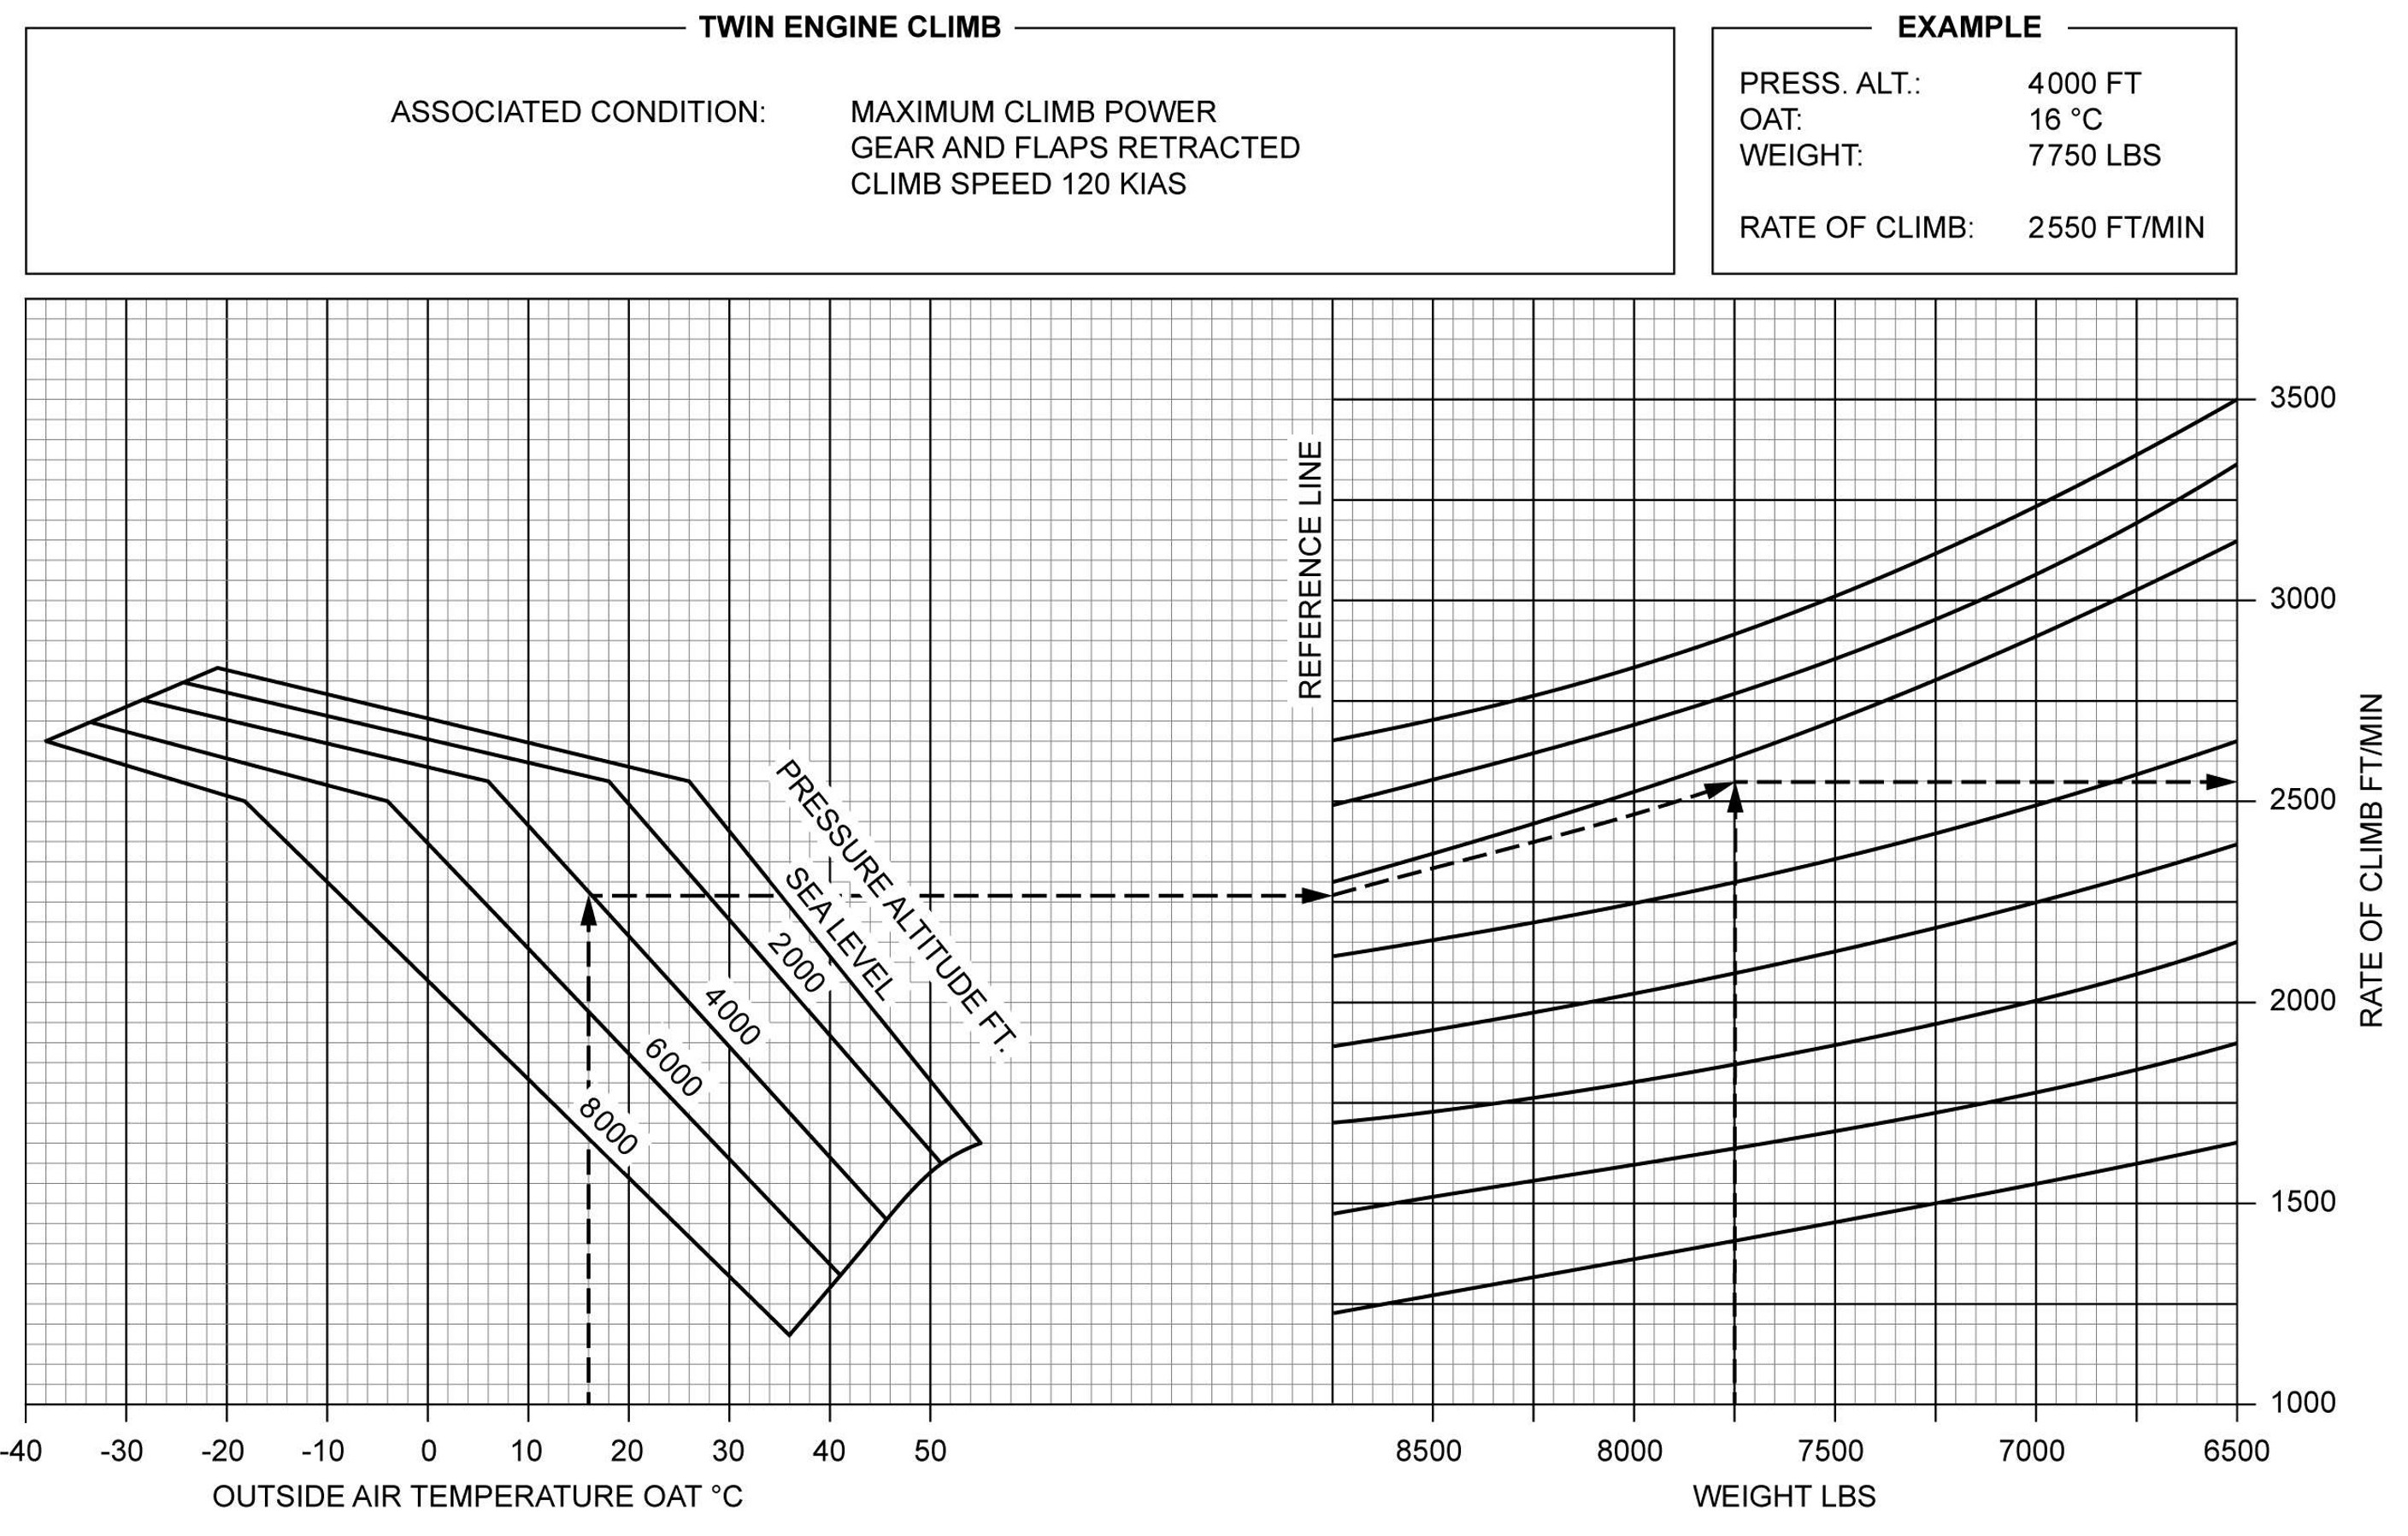 TWIN ENGINE CLIMB
ASSOCIATED CONDITION: MAXIMUM CLIMB POWER
GEAR AND FLAPS RETRACTED
CLIMB SPEED 120 KIAS
EXAMPLE
PRESS. ALT.: 4000 FT
OAT: 16 °C
WEIGHT: 7750 LBS
RATE OF CLIMB: 2550 FT/MIN
PRESSURE ALTITUDE FT.
SEA LEVEL
2000
4000
6000
8000
REFERENCE LINE
3500
3000
2500
2000
1500
1000
RATE OF CLIMB FT/MIN
-40 -30 -20 -10 0 10 20 30 40 50
OUTSIDE AIR TEMPERATURE OAT °C
8500 8000 7500 7000 6500
WEIGHT LBS